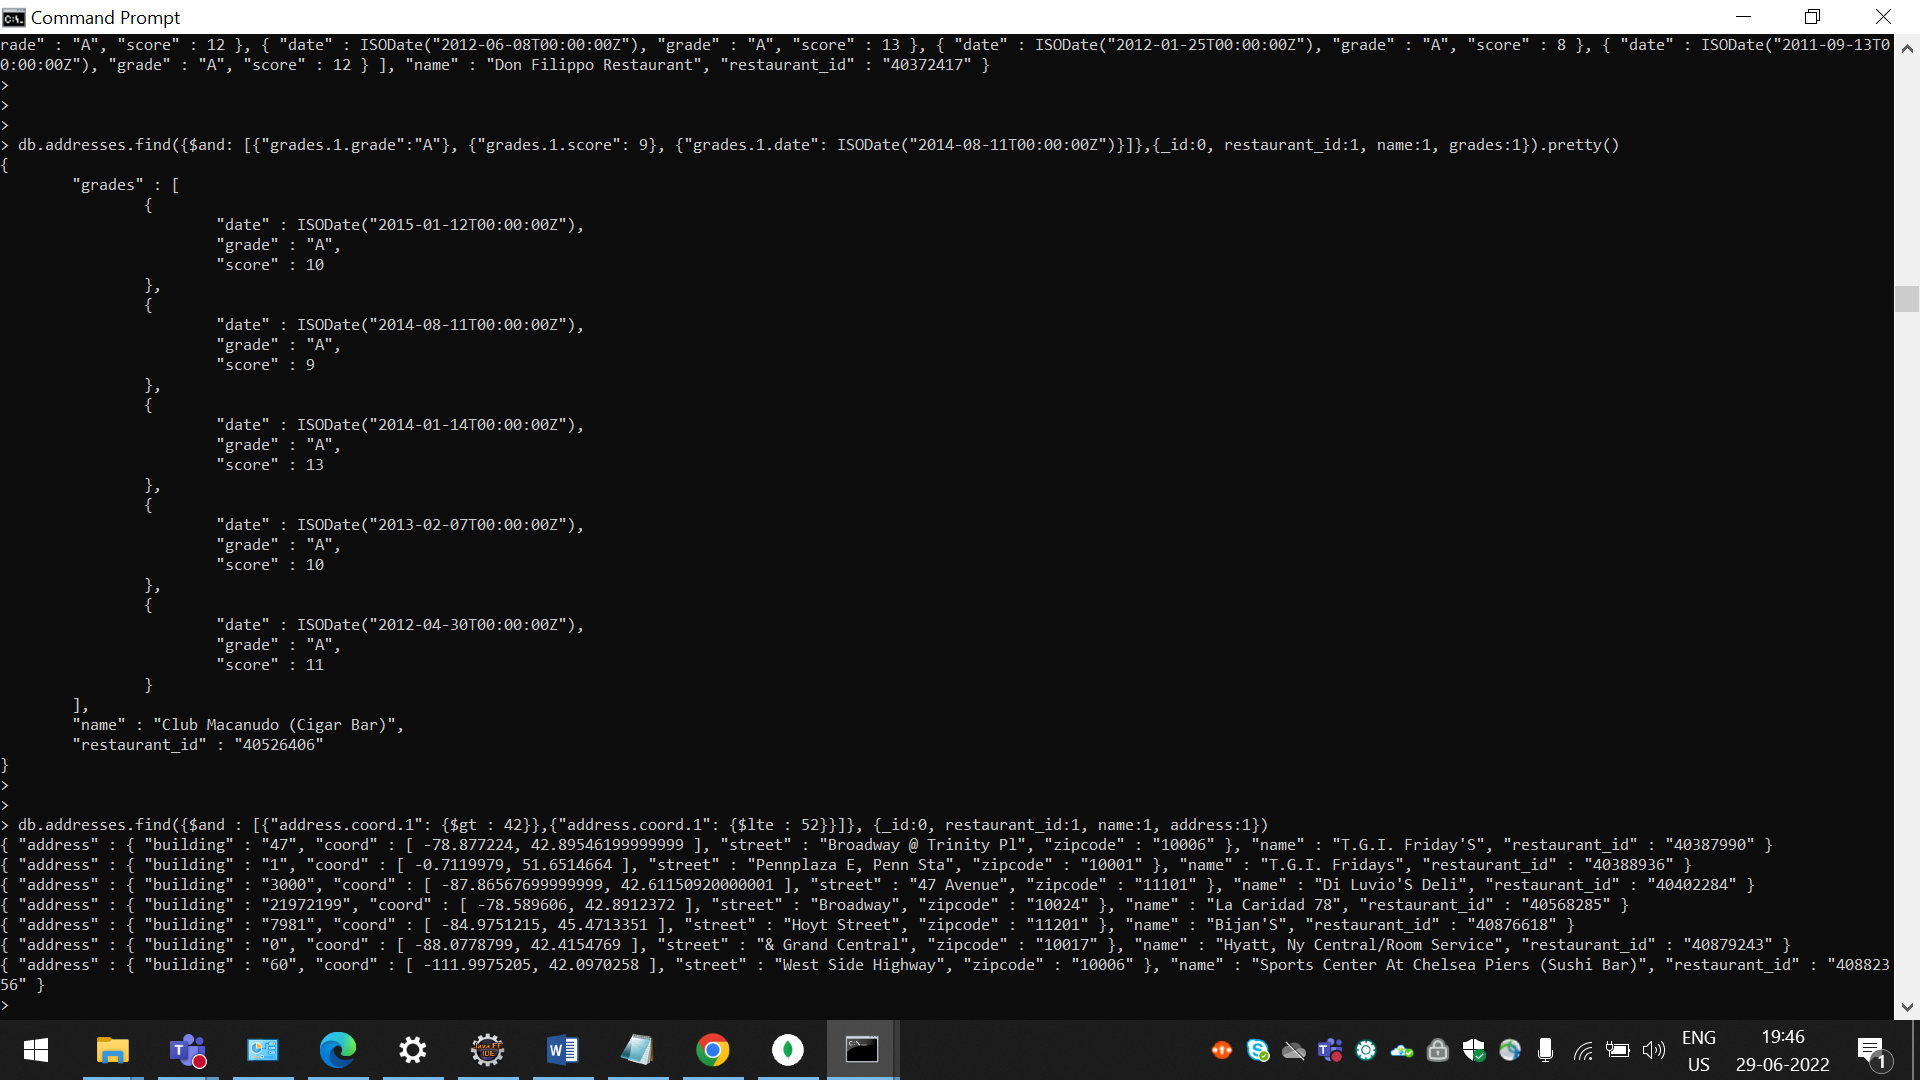 Command Prompt
rade" : "A", "score" : 12 }, { "date" : ISODate("2012-06-08T00:00:00Z"), "grade" : "A", "score" : 13 }, { "date" : ISODate("2012-01-25T00:00:00Z"), "grade" : "A", "score" : 8 }, { "date" : ISODate("2011-09-13T0
0:00:00Z"), "grade" : "A", "score" : 12 } ], "name" : "Don Filippo Restaurant", "restaurant_id" : "40372417" }
>
>
>
> db.addresses.find({$and: [{"grades.1.grade":"A"}, {"grades.1.score": 9}, {"grades.1.date": ISODate("2014-08-11T00:00:00Z")}]},{_id:0, restaurant_id:1, name:1, grades:1}).pretty()
{
"grades" : [
{
"date" : ISODate("2015-01-12T00:00:00Z"),
"grade" : "A",
"score" : 10
},
{
"date" : ISODate("2014-08-11T00:00:00Z"),
"grade" : "A",
"score" : 9
},
{
"date" : ISODate("2014-01-14T00:00:00Z"),
"grade" : "A",
"score" : 13
},
{
"date" : ISODate("2013-02-07T00:00:00Z"),
"grade" : "A",
"score" : 10
},
{
"date" : ISODate("2012-04-30T00:00:00Z"),
"grade" : "A",
"score" : 11
}
],
"name" : "Club Macanudo (Cigar Bar)",
"restaurant_id" : "40526406"
}
>
>
> db.addresses.find({$and : [{"address.coord.1": {$gt : 42}},{"address.coord.1": {$lte : 52}}]}, {_id:0, restaurant_id:1, name:1, address:1})
{ "address" : { "building" : "47", "coord" : [ -78.877224, 42.89546199999999 ], "street" : "Broadway @ Trinity Pl", "zipcode" : "10006" }, "name" : "T.G.I. Friday'S", "restaurant_id" : "40387990" }
{ "address" : { "building" : "1", "coord" : [ -0.7119979, 51.6514664 ], "street" : "Pennplaza E, Penn Sta", "zipcode" : "10001" }, "name" : "T.G.I. Fridays", "restaurant_id" : "40388936" }
{ "address" : { "building" : "3000", "coord" : [ -87.86567699999999, 42.61150920000001 ], "street" : "47 Avenue", "zipcode" : "11101" }, "name" : "Di Luvio'S Deli", "restaurant_id" : "40402284" }
{ "address" : { "building" : "21972199", "coord" : [ -78.589606, 42.8912372 ], "street" : "Broadway", "zipcode" : "10024" }, "name" : "La Caridad 78", "restaurant_id" : "40568285" }
{ "address" : { "building" : "7981", "coord" : [ -84.9751215, 45.4713351 ], "street" : "Hoyt Street", "zipcode" : "11201" }, "name" : "Bijan'S", "restaurant_id" : "40876618" }
{ "address" : { "building" : "0", "coord" : [ -88.0778799, 42.4154769 ], "street" : "& Grand Central", "zipcode" : "10017" }, "name" : "Hyatt, Ny Central/Room Service", "restaurant_id" : "40879243" }
{ "address" : { "building" : "60", "coord" : [ -111.9975205, 42.0970258 ], "street" : "West Side Highway", "zipcode" : "10006" }, "name" : "Sports Center At Chelsea Piers (Sushi Bar)", "restaurant_id" : "408823
56" }
>
ENG
US
19:46
29-06-2022
1